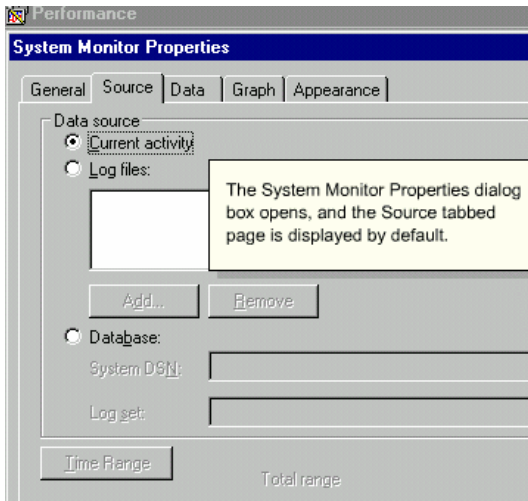 Performance
System Monitor Properties
General Source Data Graph Appearance
Data source
Current activity
Log files:
The System Monitor Properties dialog
box opens, and the Source tabbed
page is displayed by default.
Add... Remove
Database:
System DSN:
Log set:
Time Range
Total range